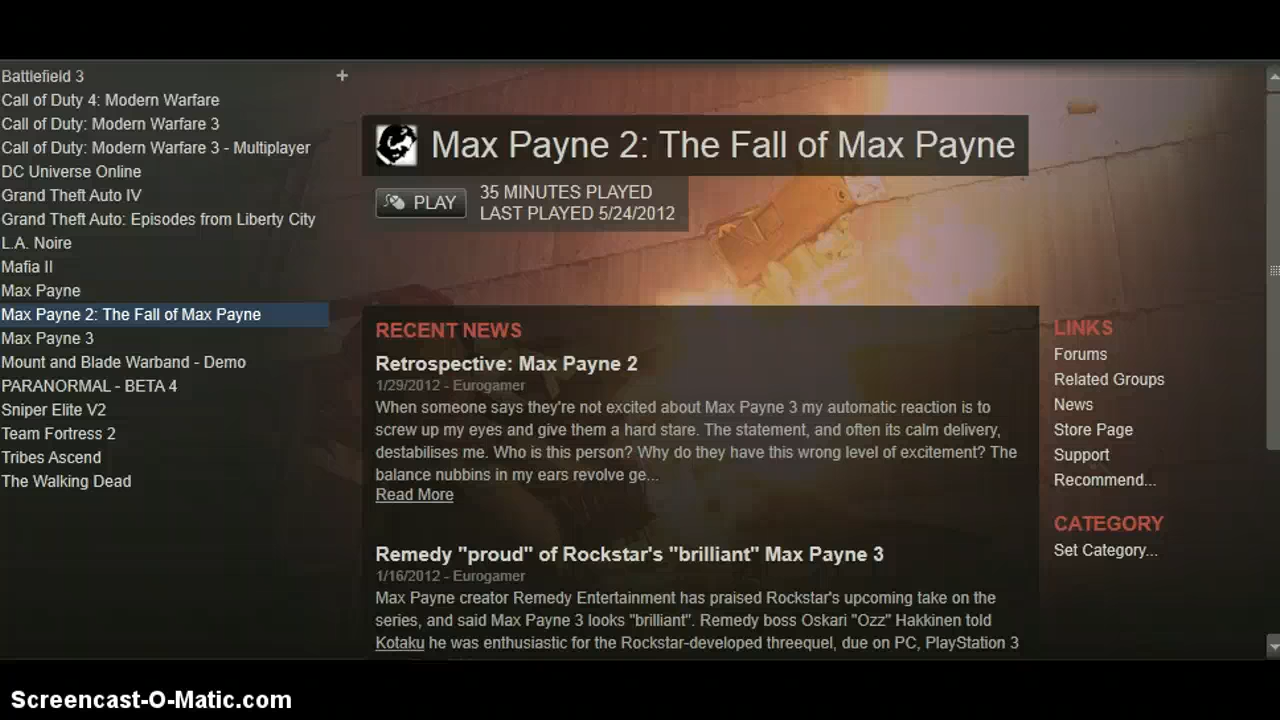 Battlefield 3
Call of Duty 4: Modern Warfare
Call of Duty: Modern Warfare 3
Call of Duty: Modern Warfare 3 - Multiplayer
DC Universe Online
Grand Theft Auto IV
Grand Theft Auto: Episodes from Liberty City
L.A. Noire
Mafia II
Max Payne
Max Payne 2: The Fall of Max Payne
Max Payne 3
Mount and Blade Warband - Demo
PARANORMAL - BETA 4
Sniper Elite V2
Team Fortress 2
Tribes Ascend
The Walking Dead
+
Max Payne 2: The Fall of Max Payne
PLAY
35 MINUTES PLAYED
LAST PLAYED 5/24/2012
RECENT NEWS
Retrospective: Max Payne 2
1/29/2012 - Eurogamer
When someone says they're not excited about Max Payne 3 my automatic reaction is to
screw up my eyes and give them a hard stare. The statement, and often its calm delivery,
destabilises me. Who is this person? Why do they have this wrong level of excitement? The
balance nubbins in my ears revolve ge...
Read More
Remedy "proud" of Rockstar's "brilliant" Max Payne 3
1/16/2012 - Eurogamer
Max Payne creator Remedy Entertainment has praised Rockstar's upcoming take on the
series, and said Max Payne 3 looks "brilliant". Remedy boss Oskari "Ozz" Hakkinen told
Kotaku he was enthusiastic for the Rockstar-developed threequel, due on PC, PlayStation 3
LINKS
Forums
Related Groups
News
Store Page
Support
Recommend...
CATEGORY
Set Category...
Screencast-O-Matic.com